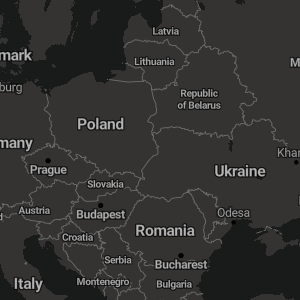 Latvia
mark
Lithuania
M
burg
Republic
of Belarus
Poland
many
Khar
Prague
Ukraine
Slovakia
Austria
Budapest
Odesa
Croatia
Romania
Serbia
Bucharest
Italy
Montenegro
Bulgaria